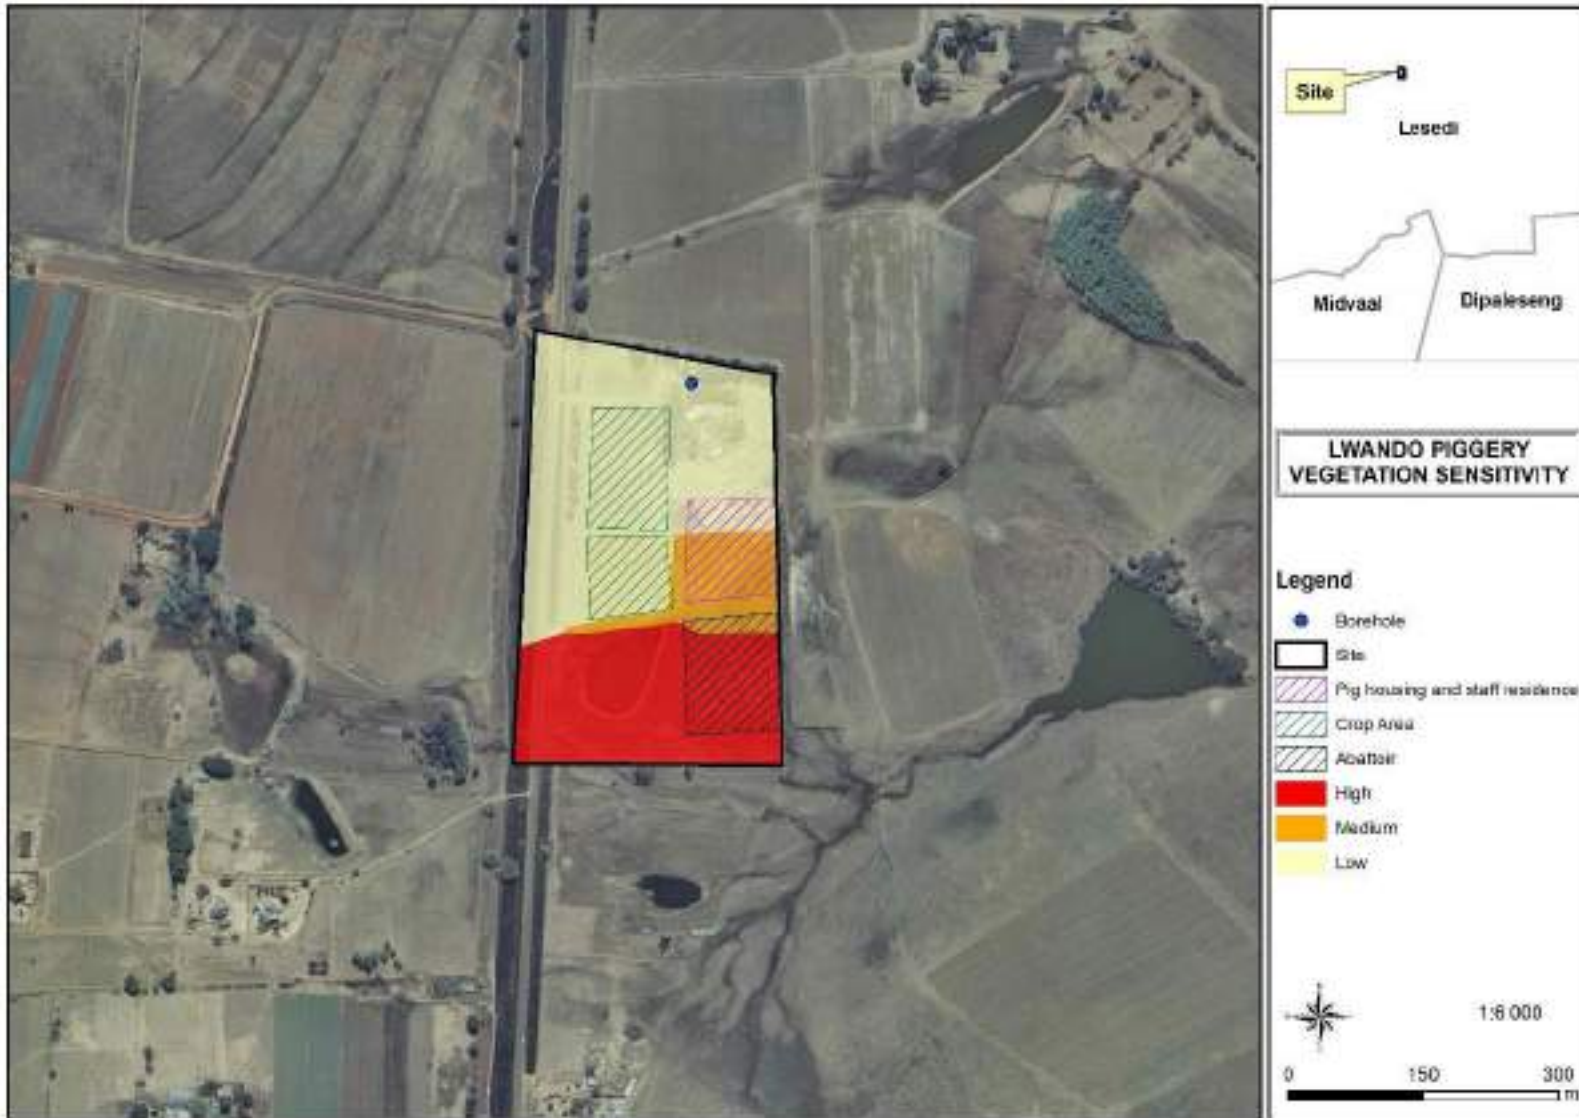 Site
Lesedi
Midvaal
Dipaleseng
LWANDO PIGGERY
VEGETATION SENSITIVITY
Legend
Borehole
Site
Pig housing and staff residence
Crop Area
Abattoir
High
Medium
Low
1:6 000
0 150 300
m